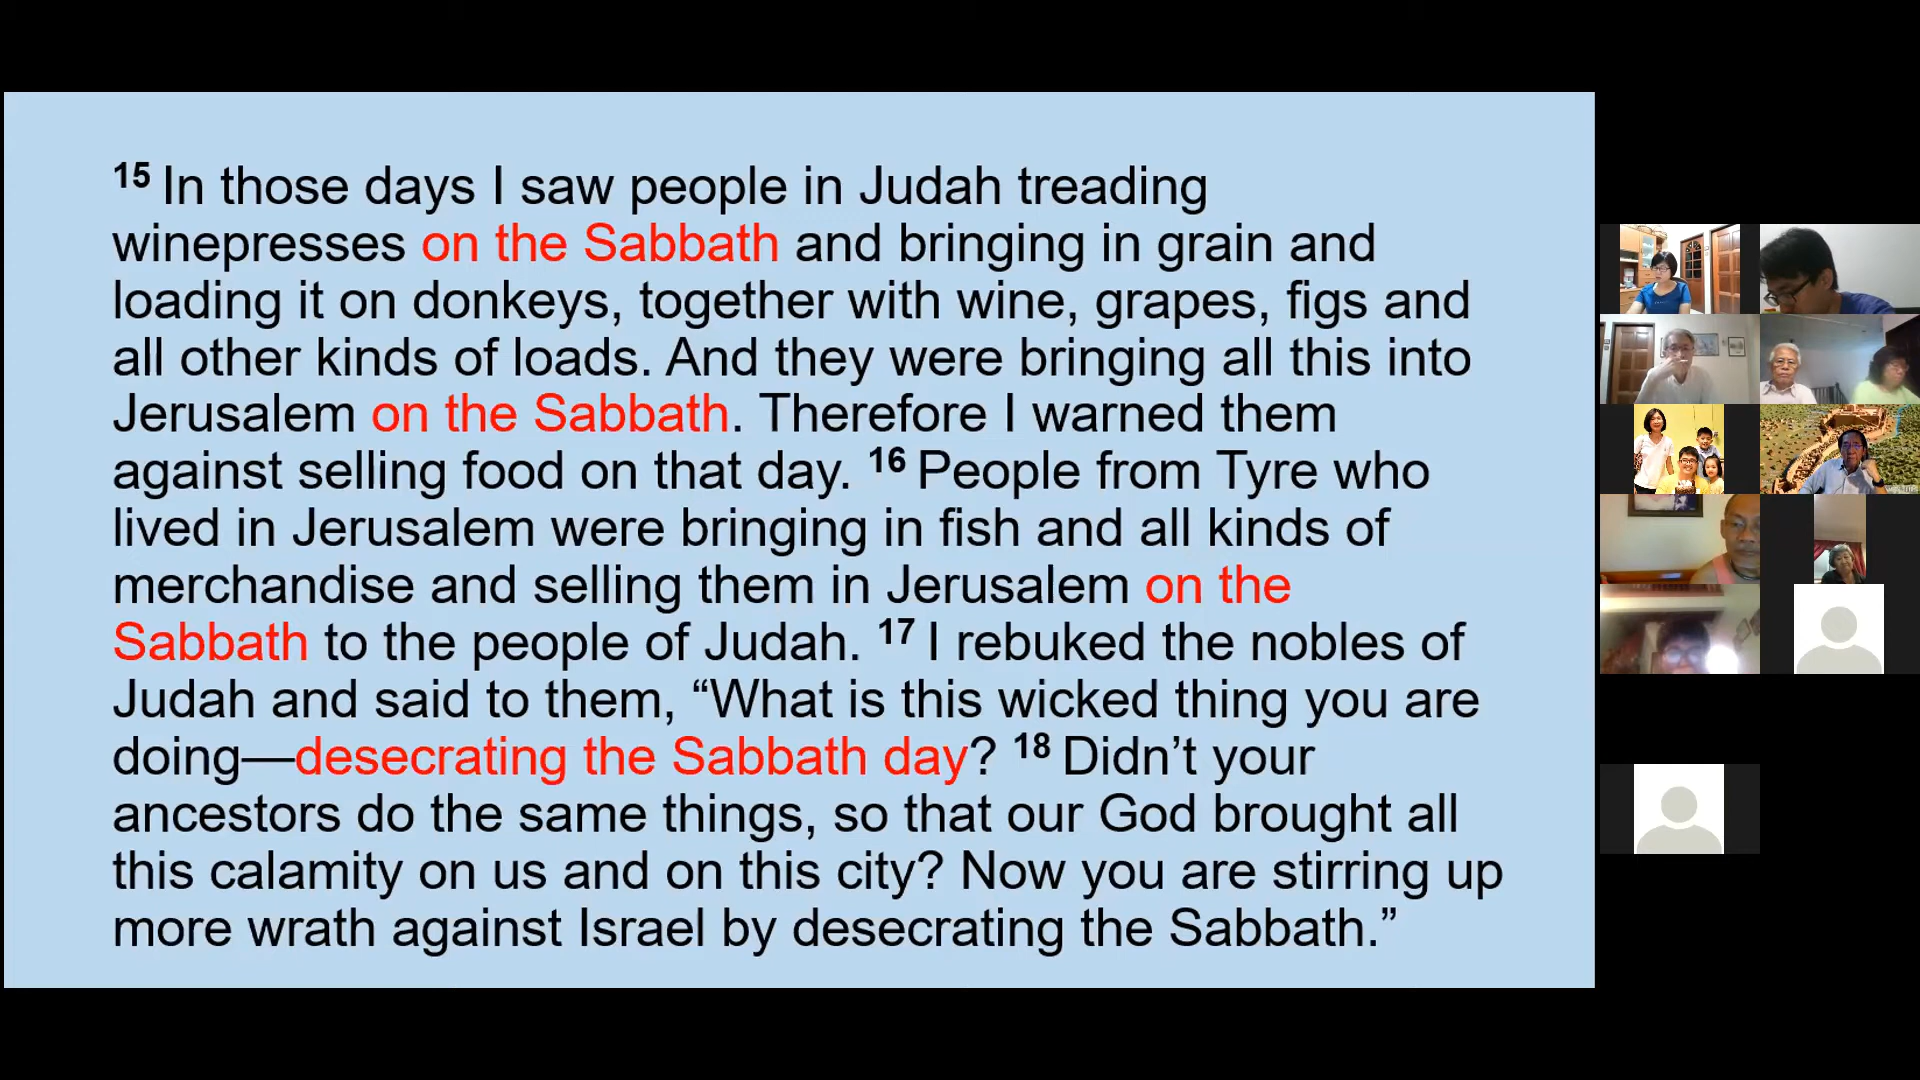 15 In those days I saw people in Judah treading
winepresses on the Sabbath and bringing in grain and
loading it on donkeys, together with wine, grapes, figs and
all other kinds of loads. And they were bringing all this into
Jerusalem on the Sabbath. Therefore I warned them
against selling food on that day. 16 People from Tyre who
lived in Jerusalem were bringing in fish and all kinds of
merchandise and selling them in Jerusalem on the
Sabbath to the people of Judah. 17 I rebuked the nobles of
Judah and said to them, “What is this wicked thing you are
doing—desecrating the Sabbath day? 18 Didn’t your
ancestors do the same things, so that our God brought all
this calamity on us and on this city? Now you are stirring up
more wrath against Israel by desecrating the Sabbath.”